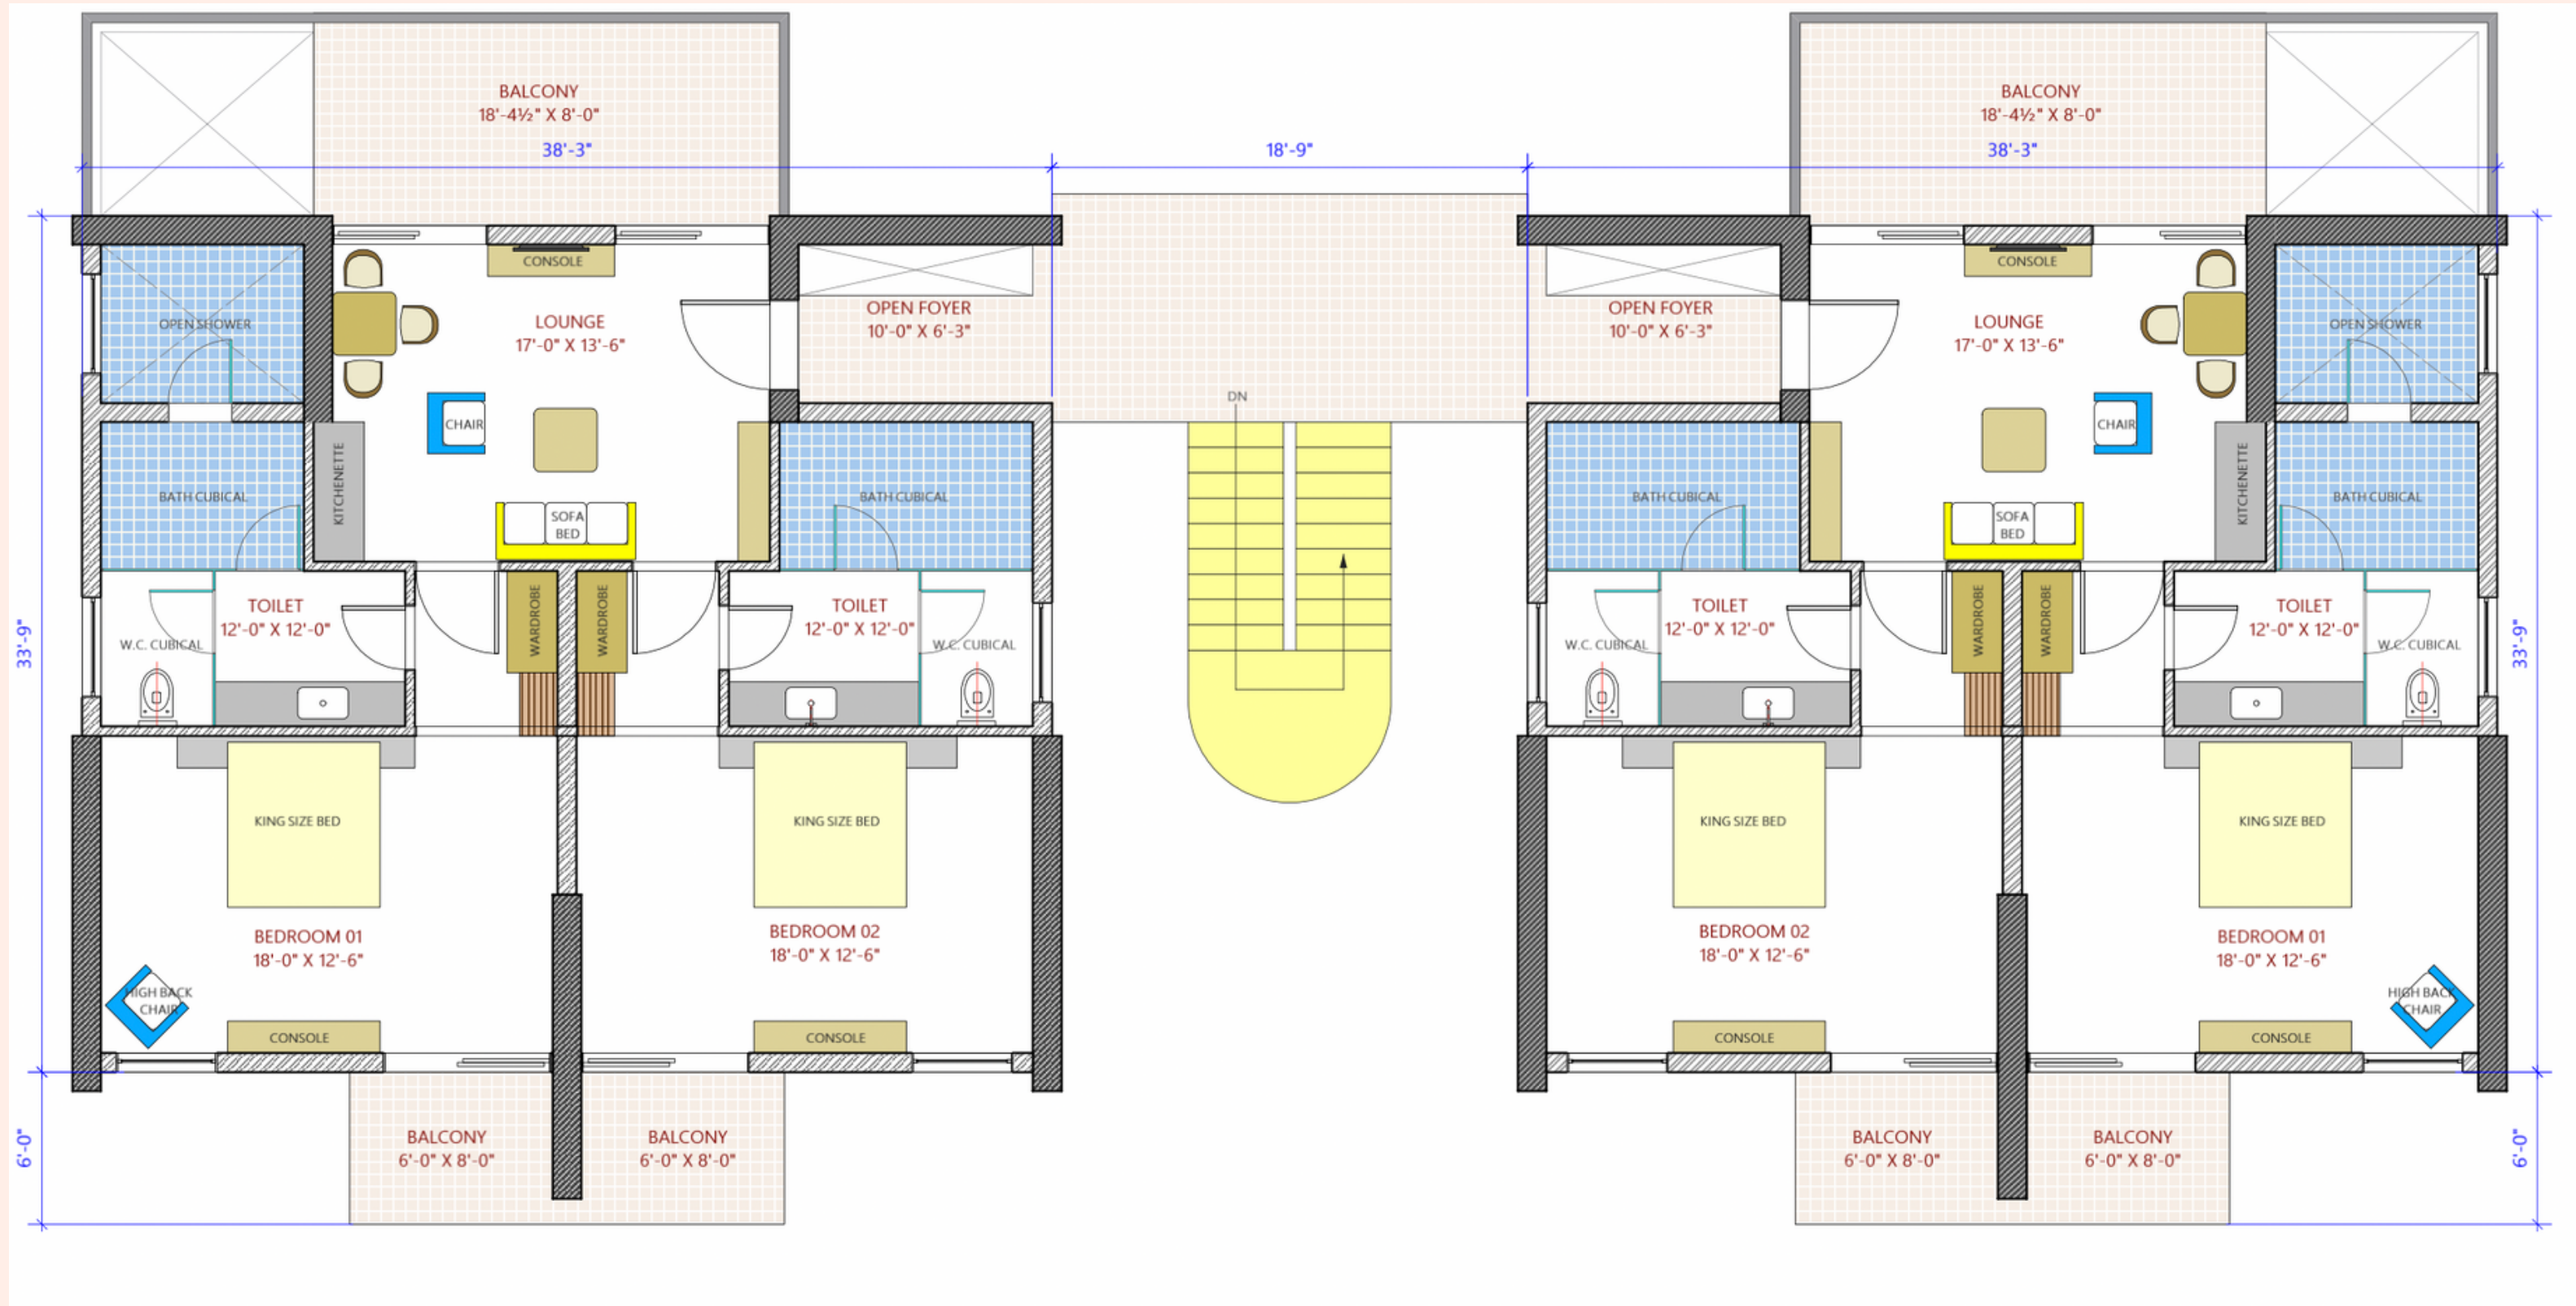 BALCONY
18'-4½" X 8'-0"
BALCONY
18'-4½" X 8'-0"
38'-3"
18'-9"
38'-3"
CONSOLE
CONSOLE
OPEN FOYER
10'-0" X 6'-3"
OPEN FOYER
10'-0" X 6'-3"
OPEN SHOWER
LOUNGE
17'-0" X 13'-6"
LOUNGE
17'-0" X 13'-6"
OPEN SHOWER
DN
CHAIR
CHAIR
KITCHENETTE
KITCHENETTE
BATH CUBICAL
BATH CUBICAL
BATH CUBICAL
BATH CUBICAL
SOFA
BED
SOFA
BED
TOILET
12'-0" X 12'-0"
WARDROBE
WARDROBE
TOILET
12'-0" X 12'-0"
TOILET
12'-0" X 12'-0"
WARDROBE
WARDROBE
TOILET
12'-0" X 12'-0"
W.C. CUBICAL
W.C. CUBICAL
W.C. CUBICAL
W.C. CUBICAL
33'-9"
33'-9"
KING SIZE BED
KING SIZE BED
KING SIZE BED
KING SIZE BED
BEDROOM 01
18'-0" X 12'-6"
BEDROOM 02
18'-0" X 12'-6"
BEDROOM 02
18'-0" X 12'-6"
BEDROOM 01
18'-0" X 12'-6"
HIGH BACK
CHAIR
HIGH BACK
CHAIR
CONSOLE
CONSOLE
CONSOLE
CONSOLE
6'-0"
BALCONY
6'-0" X 8'-0"
BALCONY
6'-0" X 8'-0"
BALCONY
6'-0" X 8'-0"
BALCONY
6'-0" X 8'-0"
6'-0"